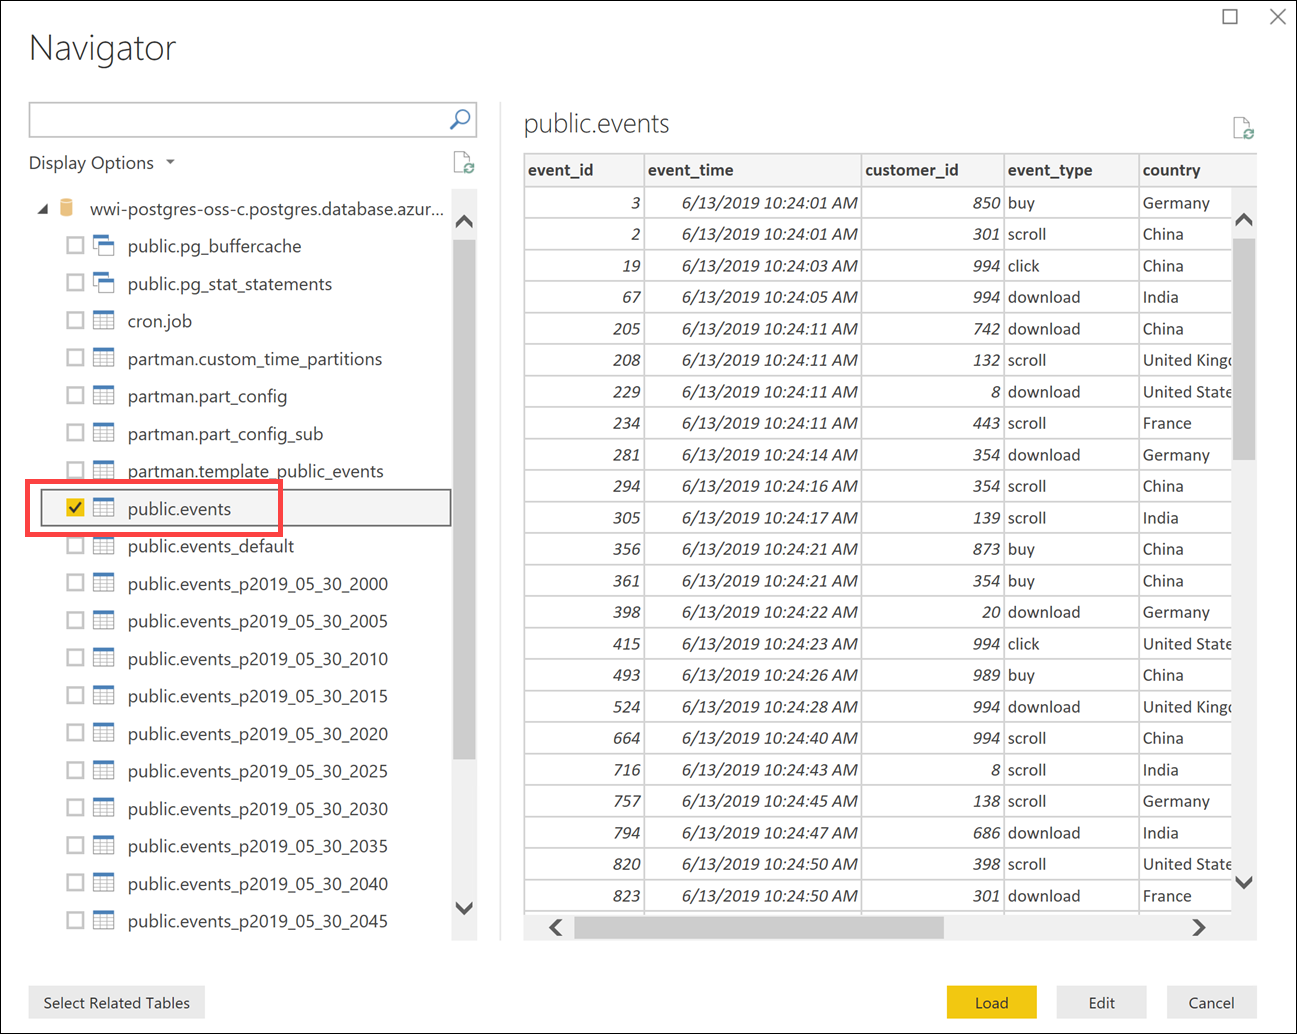 Navigator
Display Options
wwi-postgres-oss-c.postgres.database.azur...
public.pg_buffercache
public.pg_stat_statements
cron.job
partman.custom_time_partitions
partman.part_config
partman.part_config_sub
partman.template_public_events
public.events
public.events_default
public.events_p2019_05_30_2000
public.events_p2019_05_30_2005
public.events_p2019_05_30_2010
public.events_p2019_05_30_2015
public.events_p2019_05_30_2020
public.events_p2019_05_30_2025
public.events_p2019_05_30_2030
public.events_p2019_05_30_2035
public.events_p2019_05_30_2040
public.events_p2019_05_30_2045
public.events
event_id event_time customer_id event_type country
3 6/13/2019 10:24:01 AM 850 buy Germany
2 6/13/2019 10:24:01 AM 301 scroll China
19 6/13/2019 10:24:03 AM 994 click China
67 6/13/2019 10:24:05 AM 994 download India
205 6/13/2019 10:24:11 AM 742 download China
208 6/13/2019 10:24:11 AM 132 scroll United Kingd
229 6/13/2019 10:24:11 AM 8 download United State
234 6/13/2019 10:24:11 AM 443 scroll France
281 6/13/2019 10:24:14 AM 354 download Germany
294 6/13/2019 10:24:16 AM 354 scroll China
305 6/13/2019 10:24:17 AM 139 scroll India
356 6/13/2019 10:24:21 AM 873 buy China
361 6/13/2019 10:24:21 AM 354 buy China
398 6/13/2019 10:24:22 AM 20 download Germany
415 6/13/2019 10:24:23 AM 994 click United State
493 6/13/2019 10:24:26 AM 989 buy China
524 6/13/2019 10:24:28 AM 994 download United Kingd
664 6/13/2019 10:24:40 AM 994 scroll China
716 6/13/2019 10:24:43 AM 8 scroll India
757 6/13/2019 10:24:45 AM 138 scroll Germany
794 6/13/2019 10:24:47 AM 686 download India
820 6/13/2019 10:24:50 AM 398 scroll United State
823 6/13/2019 10:24:50 AM 301 download France
Select Related Tables
Load
Edit
Cancel